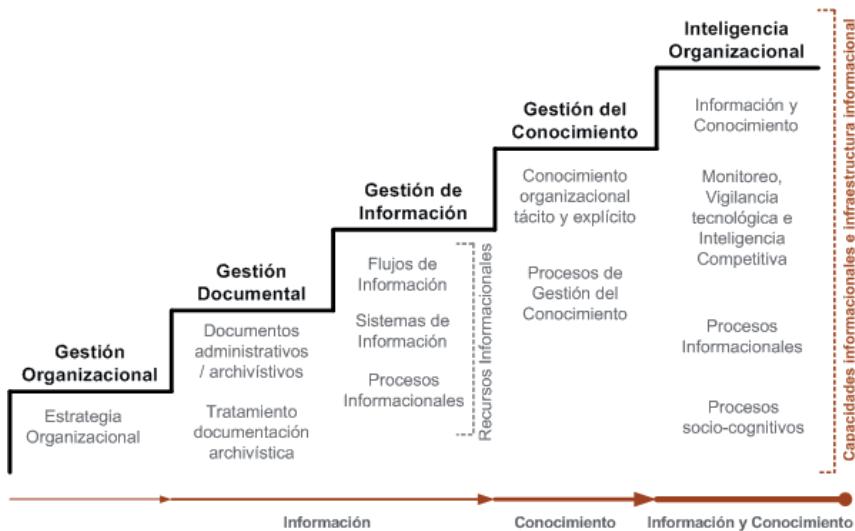 Inteligencia
Organizacional
Información y
Conocimiento
Monitoreo,
Vigilancia
tecnológica e
Inteligencia
Competitiva
Procesos
Informacionales
Procesos
socio-cognitivos
Gestión del
Conocimiento
Conocimiento
organizacional
tácito y explícito
Procesos de
Gestión del
Conocimiento
Gestión de
Información
Flujos de
Información
Sistemas de
Información
Procesos
Informacionales
Recursos Informacionales
Gestión
Documental
Documentos
administrativos
/ archivístivos
Tratamiento
documentación
archivística
Gestión
Organizacional
Estrategia
Organizacional
Capacidades informacionales e infraestructura informacional
Información
Conocimiento
Información y Conocimiento